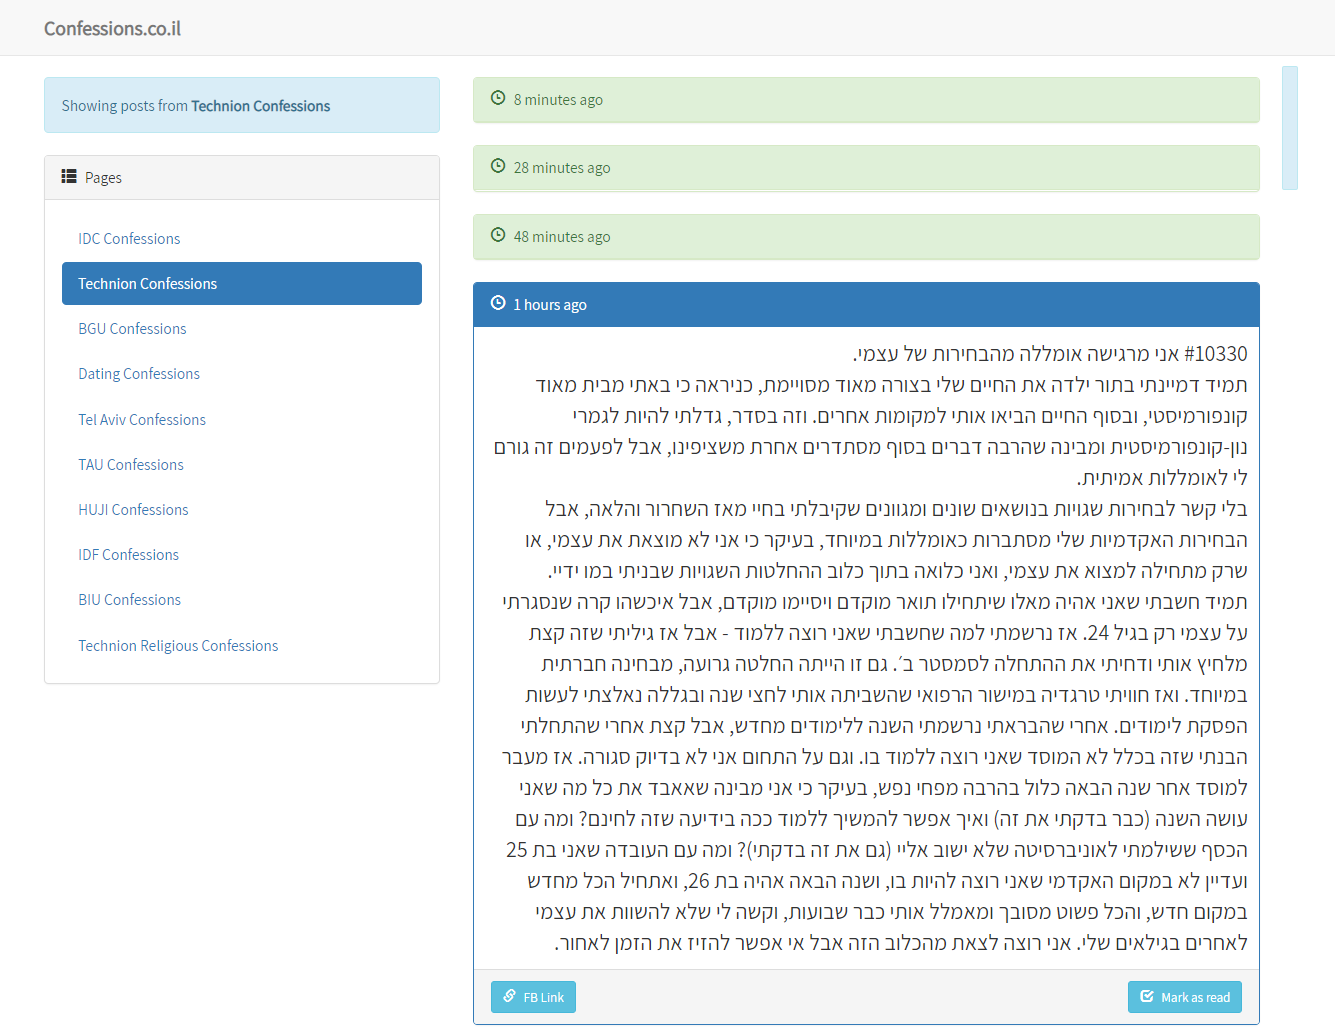 Confessions.co.il
Showing posts from Technion Confessions
Pages
IDC Confessions
Technion Confessions
BGU Confessions
Dating Confessions
Tel Aviv Confessions
TAU Confessions
HUJI Confessions
IDF Confessions
BIU Confessions
Technion Religious Confessions
8 minutes ago
28 minutes ago
48 minutes ago
1 hours ago
#10330 אני מרגישה אומללה מהבחירות של עצמי.
תמיד דמיינתי בתור ילדה את החיים שלי בצורה מאוד מסויימת, כניראה כי באתי מבית מאוד
קונפורמיסטי, ובסוף החיים הביאו אותי למקומות אחרים. וזה בסדר, גדלתי להיות לגמרי
נון-קונפורמיסטית ומבינה שהרבה דברים בסוף מסתדרים אחרת משציפינו, אבל לפעמים זה גורם
לי לאומללות אמיתית.
בלי קשר לבחירות שגויות בנושאים שונים ומגוונים שקיבלתי בחיי מאז השחרור והלאה, אבל
הבחירות האקדמיות שלי מסתברות כאומללות במיוחד, בעיקר כי אני לא מוצאת את עצמי, או
שרק מתחילה למצוא את עצמי, ואני כלואה בתוך כלוב ההחלטות השגויות שבניתי במו ידיי.
תמיד חשבתי שאני אהיה מאלו שיתחילו תואר מוקדם ויסיימו מוקדם, אבל איכשהו קרה שנסגרתי
על עצמי רק בגיל 24. אז נרשמתי למה שחשבתי שאני רוצה ללמוד - אבל אז גיליתי שזה קצת
מלחיץ אותי ודחיתי את ההתחלה לסמסטר ב׳. גם זו הייתה החלטה גרועה, מבחינה חברתית
במיוחד. ואז חוויתי טרגדיה במישור הרפואי שהשביתה אותי לחצי שנה ובגללה נאלצתי לעשות
הפסקת לימודים. אחרי שהבראתי נרשמתי השנה ללימודים מחדש, אבל קצת אחרי שהתחלתי
הבנתי שזה בכלל לא המוסד שאני רוצה ללמוד בו. וגם על התחום אני לא בדיוק סגורה. אז מעבר
למוסד אחר שנה הבאה כלול בהרבה מפחי נפש, בעיקר כי אני מבינה שאאבד את כל מה שאני
עושה השנה (כבר בדקתי את זה) ואיך אפשר להמשיך ללמוד ככה בידיעה שזה לחינם? ומה עם
הכסף ששילמתי לאוניברסיטה שלא ישוב אליי (גם את זה בדקתי)? ומה עם העובדה שאני בת 25
ועדיין לא במקום האקדמי שאני רוצה להיות בו, ושנה הבאה אהיה בת 26, ואתחיל הכל מחדש
במקום חדש, והכל פשוט מסובך ומאמלל אותי כבר שבועות, וקשה לי שלא להשוות את עצמי
לאחרים בגילאים שלי. אני רוצה לצאת מהכלוב הזה אבל אי אפשר להזיז את הזמן לאחור.
FB Link
Mark as read